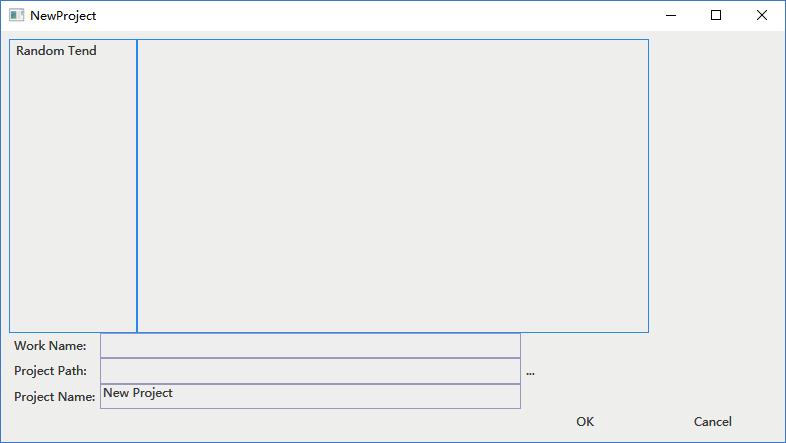 NewProject
Random Tend
Work Name:
Project Path:
...
Project Name: New Project
OK Cancel